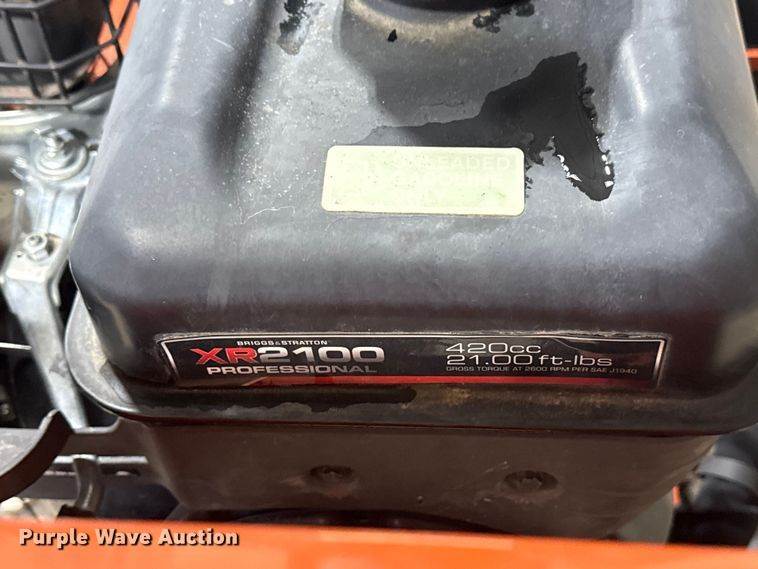 BRIGGS & STRATTON
XR2100
PROFESSIONAL
420cc
21.00 ft-lbs
GROSS TORQUE AT 2600 RPM PER SAE J1940
Purple Wave Auction